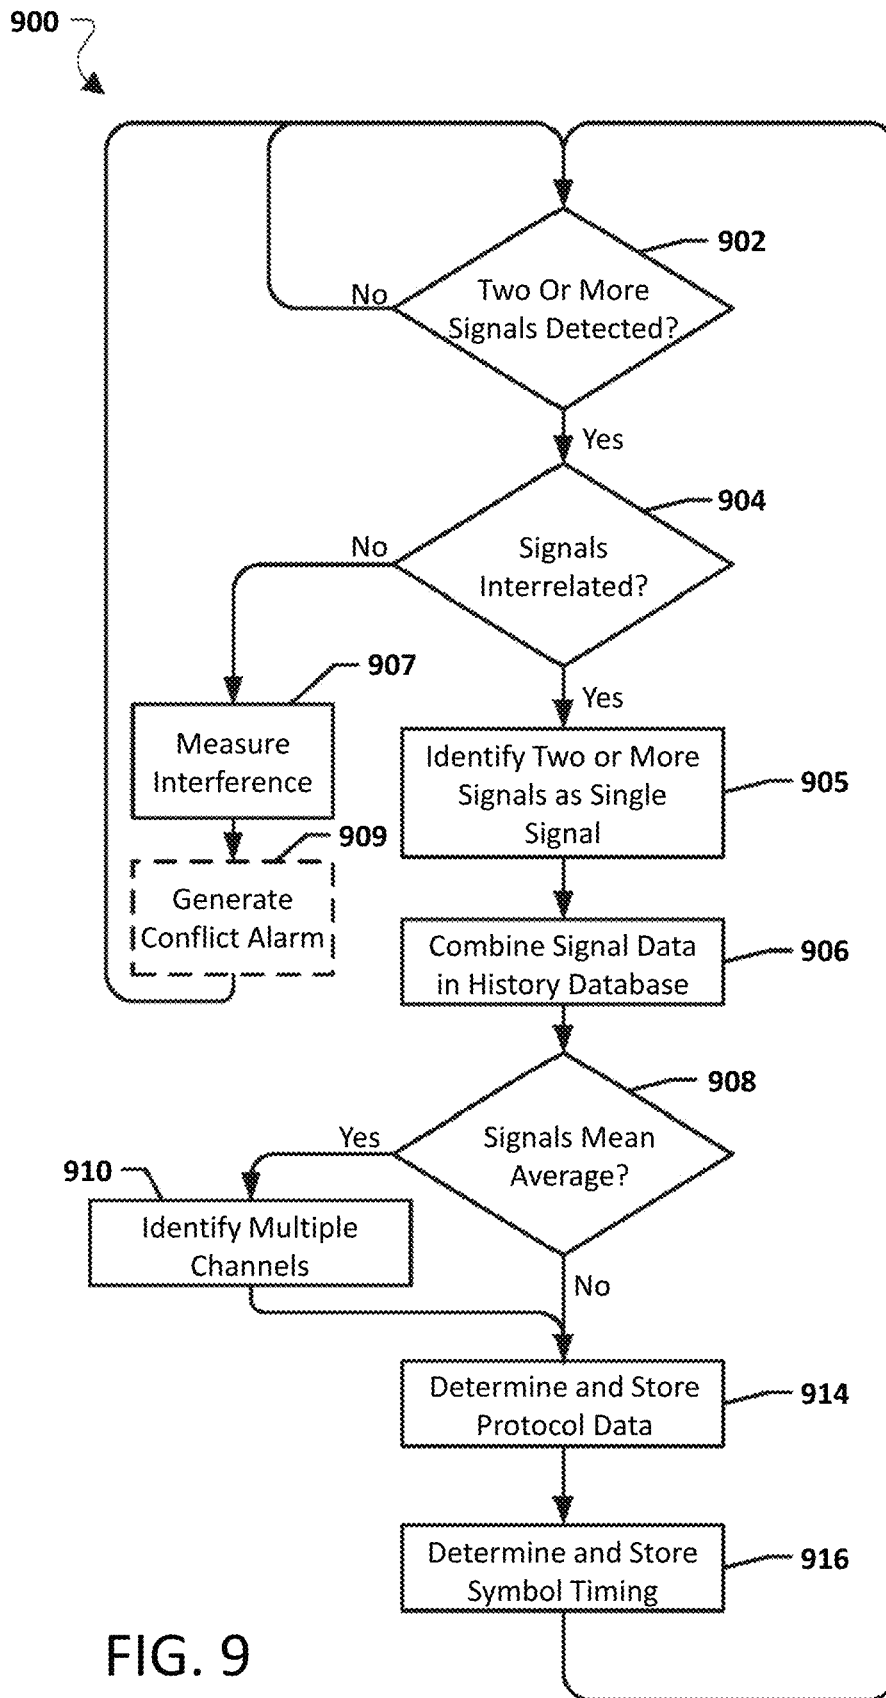 900
902
No
Two Or More
Signals Detected?
Yes
904
No
Signals
Interrelated?
907
Yes
Measure
Interference
Identify Two or More
Signals as Single
Signal
905
909
Generate
Conflict Alarm
Combine Signal Data
in History Database
906
908
Yes
Signals Mean
Average?
910
Identify Multiple
Channels
No
Determine and Store
Protocol Data
914
Determine and Store
Symbol Timing
916
FIG. 9